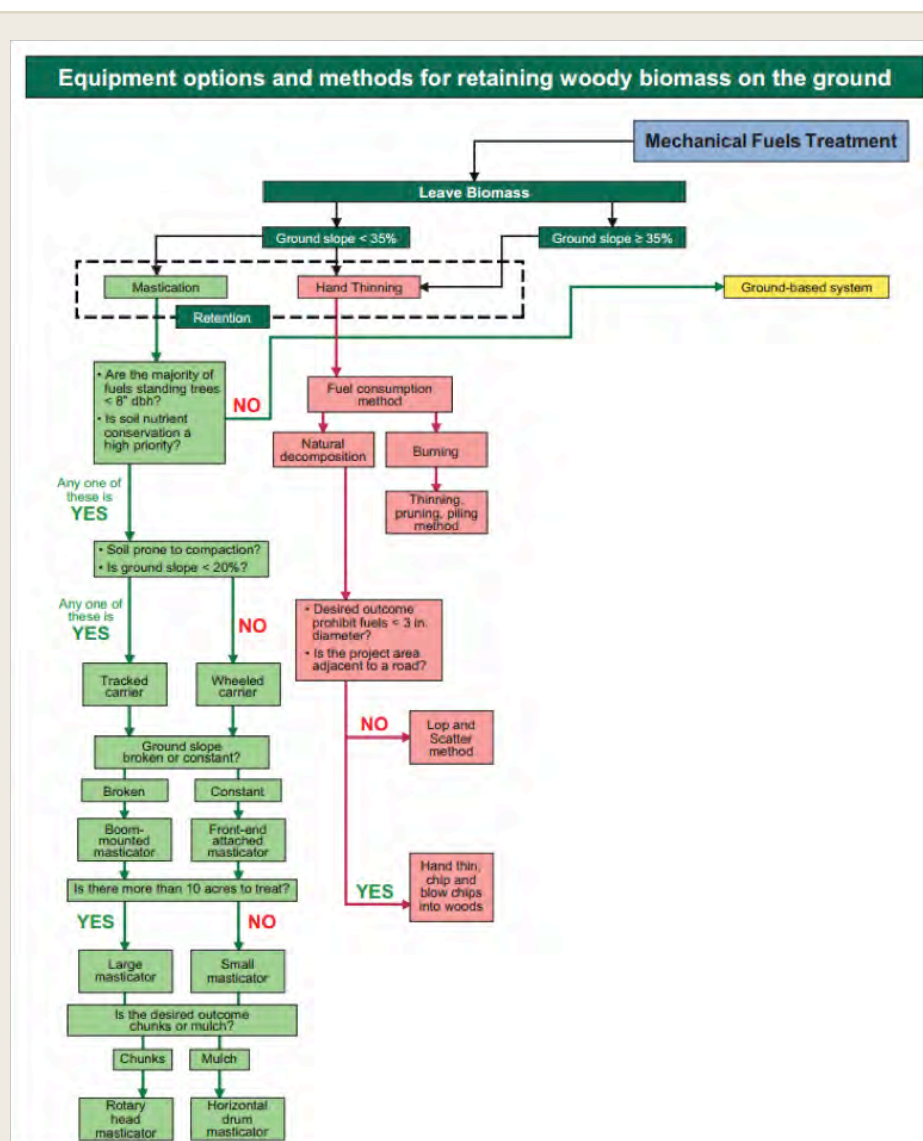 Equipment options and methods for retaining woody biomass on the ground
Mechanical Fuels Treatment
Leave Biomass
Ground slope < 35%
Ground slope ≥ 35%
Mastication
Hand Thinning
Ground-based system
Retention
• Are the majority of
fuels standing trees
< 8" dbh?
• Is soil nutrient
conservation a
high priority?
NO
Fuel consumption
method
Natural
decomposition
Burning
Thinning,
pruning, piling
method
Any one of
these is
YES
• Soil prone to compaction?
• Is ground slope < 20%?
Any one of
these is
YES
NO
• Desired outcome
prohibit fuels < 3 in.
diameter?
• Is the project area
adjacent to a road?
Tracked
carrier
Wheeled
carrier
NO
Lop and
Scatter
method
Ground slope
broken or constant?
Broken
Constant
Boom-
mounted
masticator
Front-end
attached
masticator
YES
Hand thin,
chip and
blow chips
into woods
Is there more than 10 acres to treat?
YES
NO
Large
masticator
Small
masticator
Is the desired outcome
chunks or mulch?
Chunks
Mulch
Rotary
head
masticator
Horizontal
drum
masticator